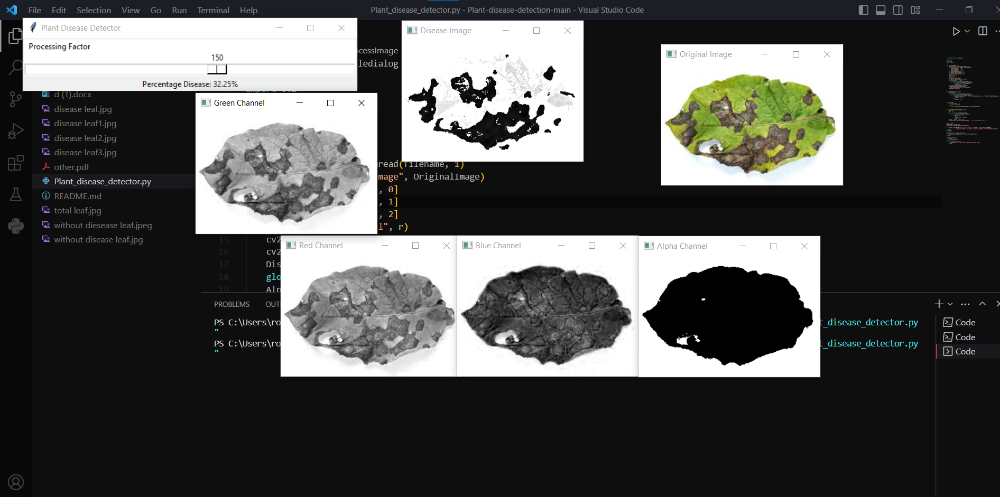 File Edit Selection View Go Run Terminal Help
Plant_disease_detector.py - Plant-disease-detection-main - Visual Studio Code
Plant Disease Detector
Processing Factor
150
Percentage Disease: 32.25%
Disease Image
Original Image
Green Channel
Red Channel
Blue Channel
Alpha Channel
d (1).docx
disease leaf.jpg
disease leaf1.jpg
disease leaf2.jpg
disease leaf3.jpg
other.pdf
Plant_disease_detector.py
README.md
total leaf.jpg
without diesease leaf.jpeg
without disease leaf.jpg
ocessImage
ledialog
read(filename, 1)
mage", OriginalImage)
, 0]
, 1]
, 2]
l", r)
15 cv2
16 cv2
17 Dis
18 glo
19 Alp
PROBLEMS OUT
PS C:\Users\ro
t_disease_detector.py
"
PS C:\Users\ro
t_disease_detector.py
"
Code
Code
Code